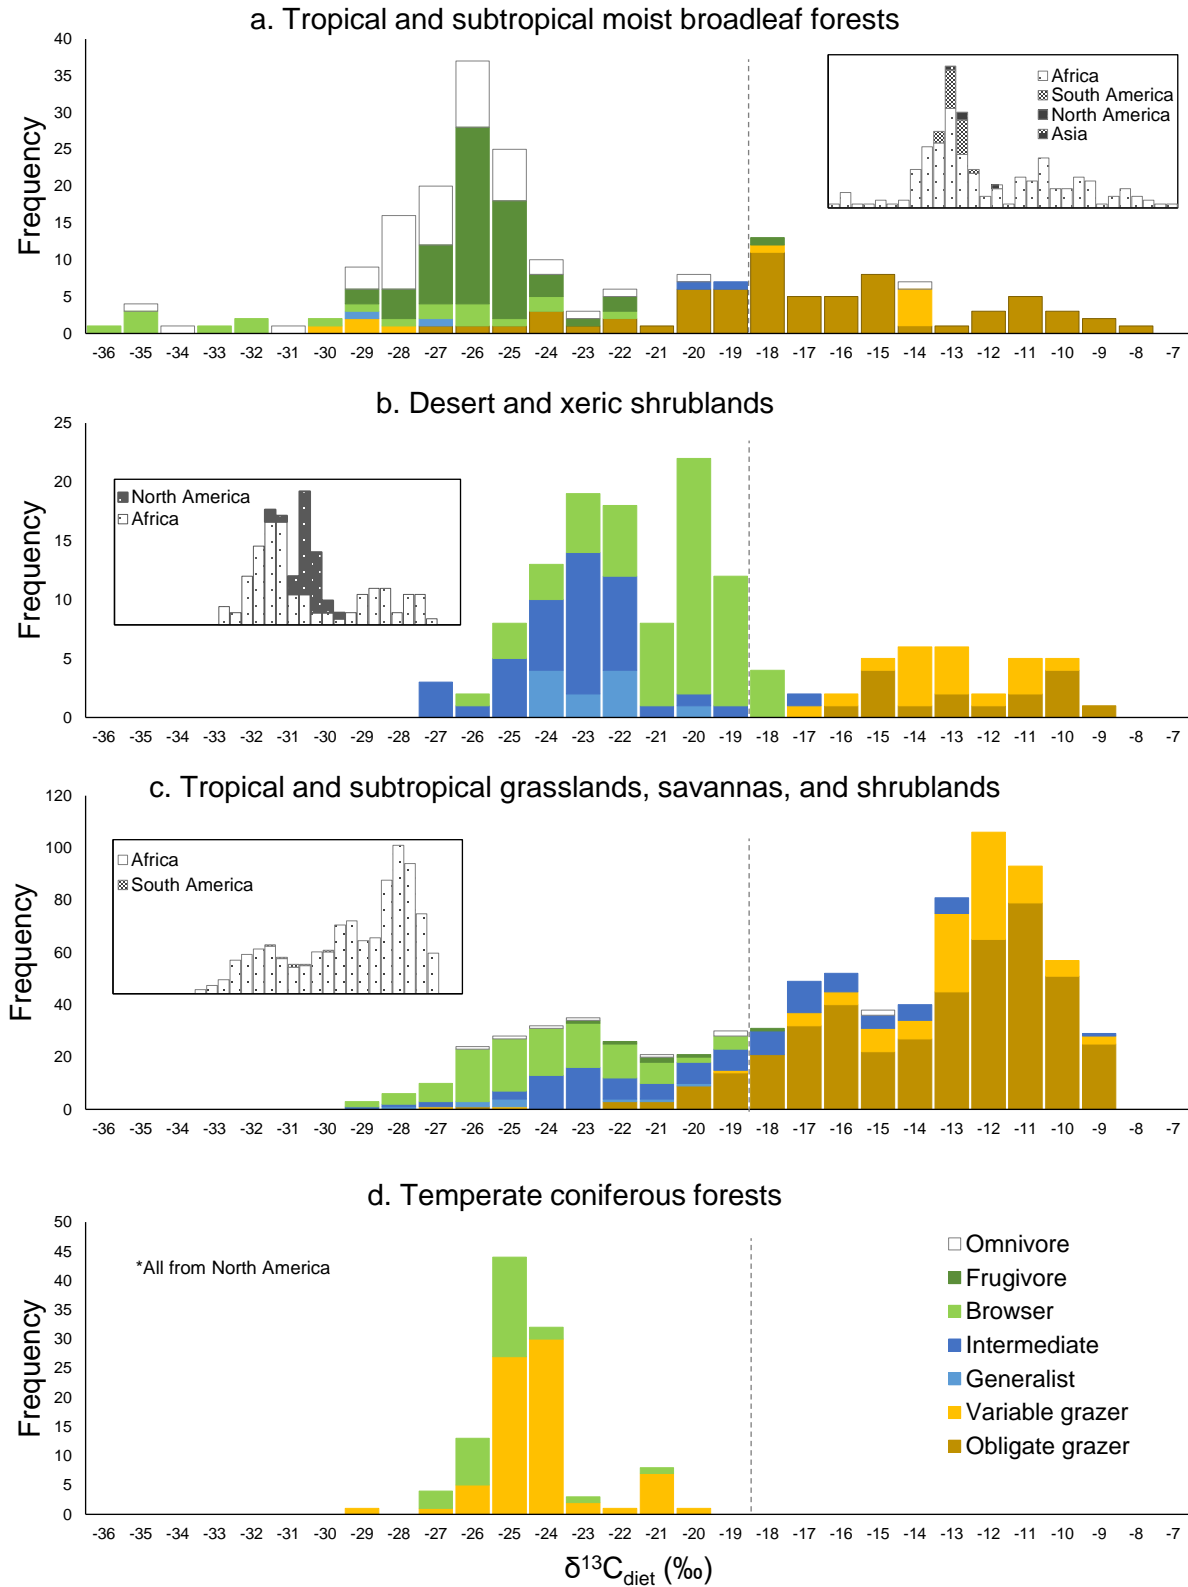 a. Tropical and subtropical moist broadleaf forests
Frequency
40
35
30
25
20
15
10
5
0
Africa
South America
North America
Asia
-36 -35 -34 -33 -32 -31 -30 -29 -28 -27 -26 -25 -24 -23 -22 -21 -20 -19 -18 -17 -16 -15 -14 -13 -12 -11 -10 -9 -8 -7
b. Desert and xeric shrublands
Frequency
25
20
15
10
5
0
North America
Africa
-36 -35 -34 -33 -32 -31 -30 -29 -28 -27 -26 -25 -24 -23 -22 -21 -20 -19 -18 -17 -16 -15 -14 -13 -12 -11 -10 -9 -8 -7
c. Tropical and subtropical grasslands, savannas, and shrublands
Frequency
120
100
80
60
40
20
0
Africa
South America
-36 -35 -34 -33 -32 -31 -30 -29 -28 -27 -26 -25 -24 -23 -22 -21 -20 -19 -18 -17 -16 -15 -14 -13 -12 -11 -10 -9 -8 -7
d. Temperate coniferous forests
Frequency
50
45
40
35
30
25
20
15
10
5
0
*All from North America
Omnivore
Frugivore
Browser
Intermediate
Generalist
Variable grazer
Obligate grazer
-36 -35 -34 -33 -32 -31 -30 -29 -28 -27 -26 -25 -24 -23 -22 -21 -20 -19 -18 -17 -16 -15 -14 -13 -12 -11 -10 -9 -8 -7
δ¹³C_diet (‰)